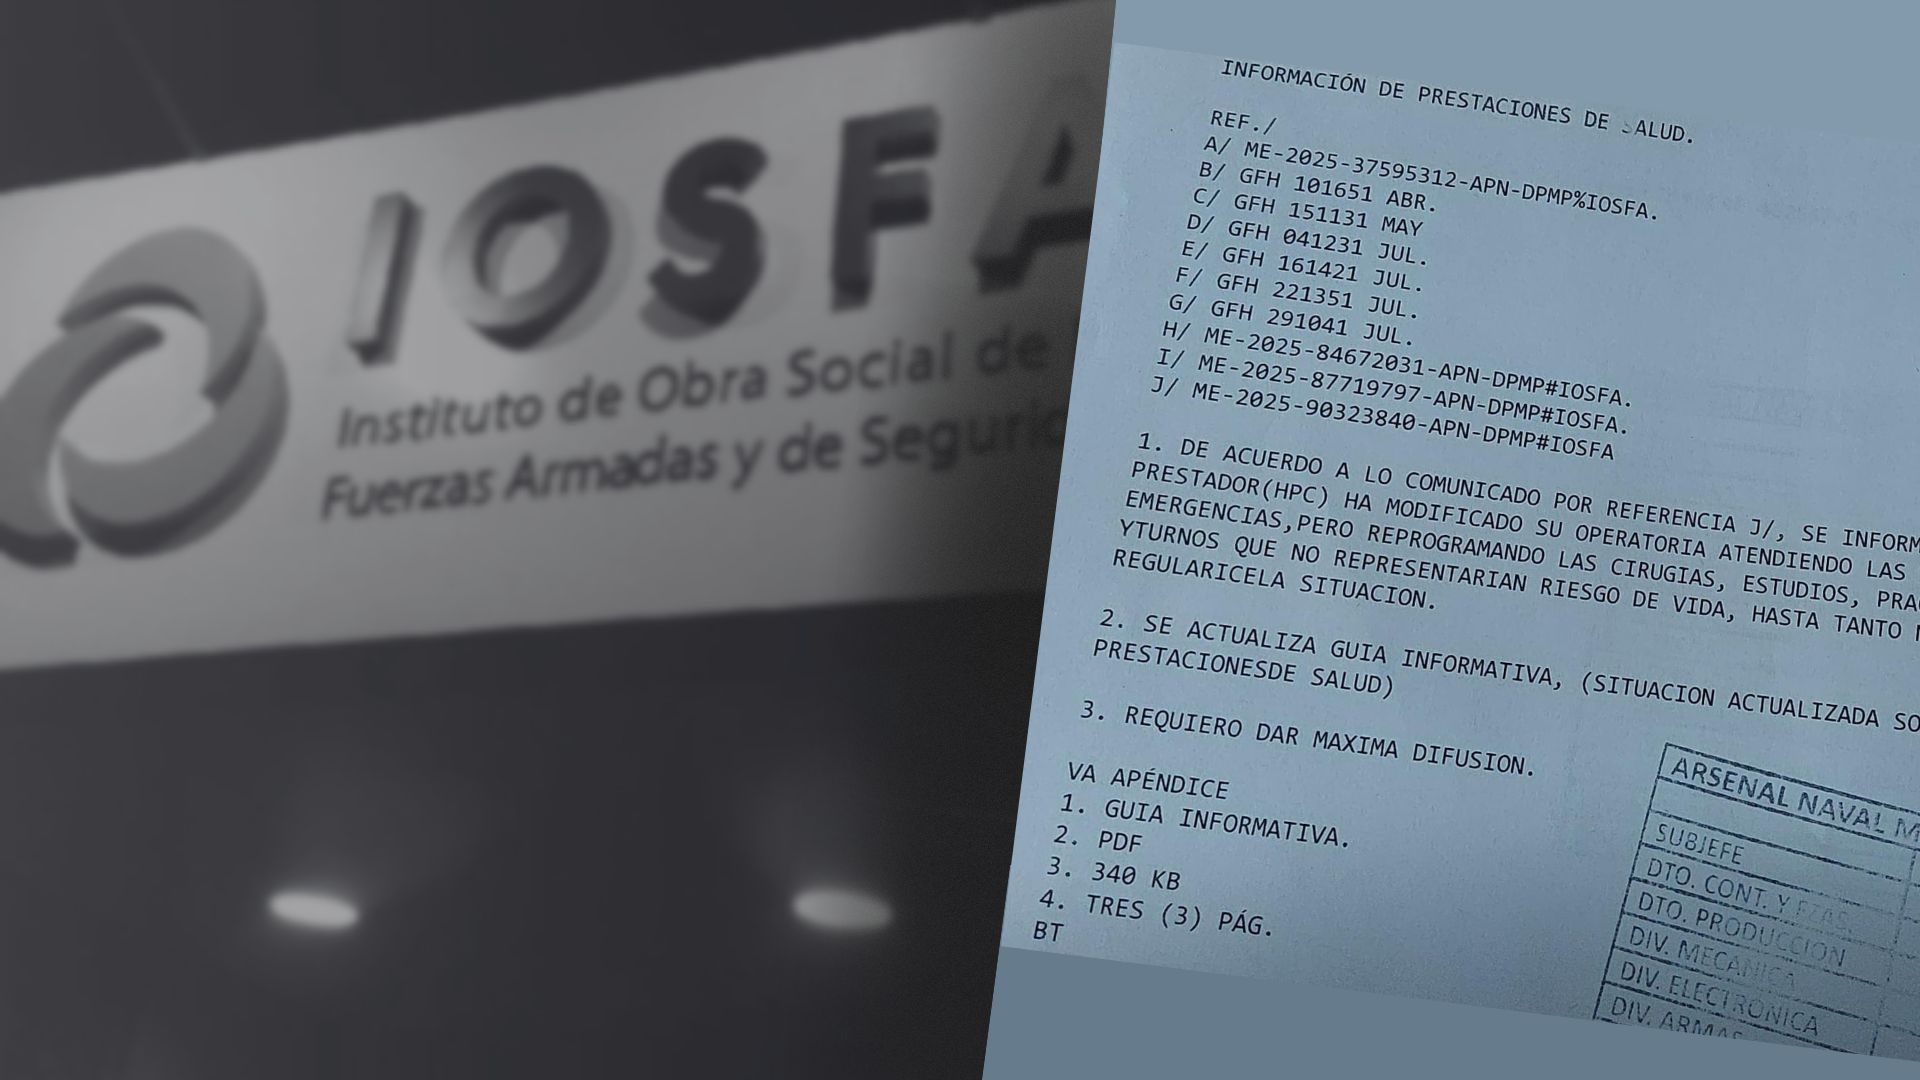 IOSFA
Instituto de Obra Social de
Fuerzas Armadas y de
INFORMACIÓN DE PRESTACIONES DE SALUD.
REF./
A/ ME-2025-37595312-APN-DPMP%IOSFA.
B/ GFH 101651 ABR.
C/ GFH 151131 MAY
D/ GFH 041231 JUL.
E/ GFH 161421 JUL.
F/ GFH 221351 JUL.
G/ GFH 291041 JUL.
H/ ME-2025-84672031-APN-DPMP#IOSFA.
I/ ME-2025-87719797-APN-DPMP#IOSFA.
J/ ME-2025-90323840-APN-DPMP#IOSFA
1. DE ACUERDO A LO COMUNICADO POR REFERENCIA J/, SE INFORM
PRESTADOR(HPC) HA MODIFICADO SU OPERATORIA ATENDIENDO LAS
EMERGENCIAS,PERO REPROGRAMANDO LAS CIRUGIAS, ESTUDIOS, PRA
YTURNOS QUE NO REPRESENTARIAN RIESGO DE VIDA, HASTA TANTO
REGULARICELA SITUACION.
2. SE ACTUALIZA GUIA INFORMATIVA, (SITUACION ACTUALIZADA SO
PRESTACIONESDE SALUD)
3. REQUIERO DAR MAXIMA DIFUSION.
VA APÉNDICE
1. GUIA INFORMATIVA.
2. PDF
3. 340 KB
4. TRES (3) PÁG.
BT
ARSENAL NAVAL M
SUBJEFE
DTO. CONT. Y FZAS.
DTO. PRODUCCION
DIV. MECANICA
DIV. ELECTRONICA
DIV. ARMAS